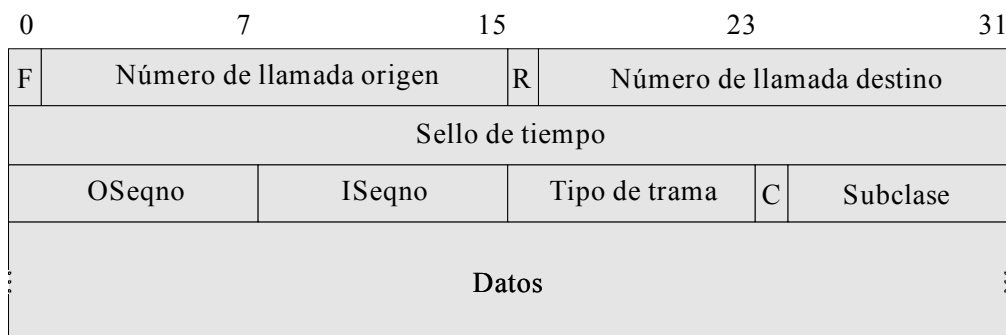 0 7 15 23 31
F Número de llamada origen R Número de llamada destino
Sello de tiempo
OSeqno ISeqno Tipo de trama C Subclase
Datos